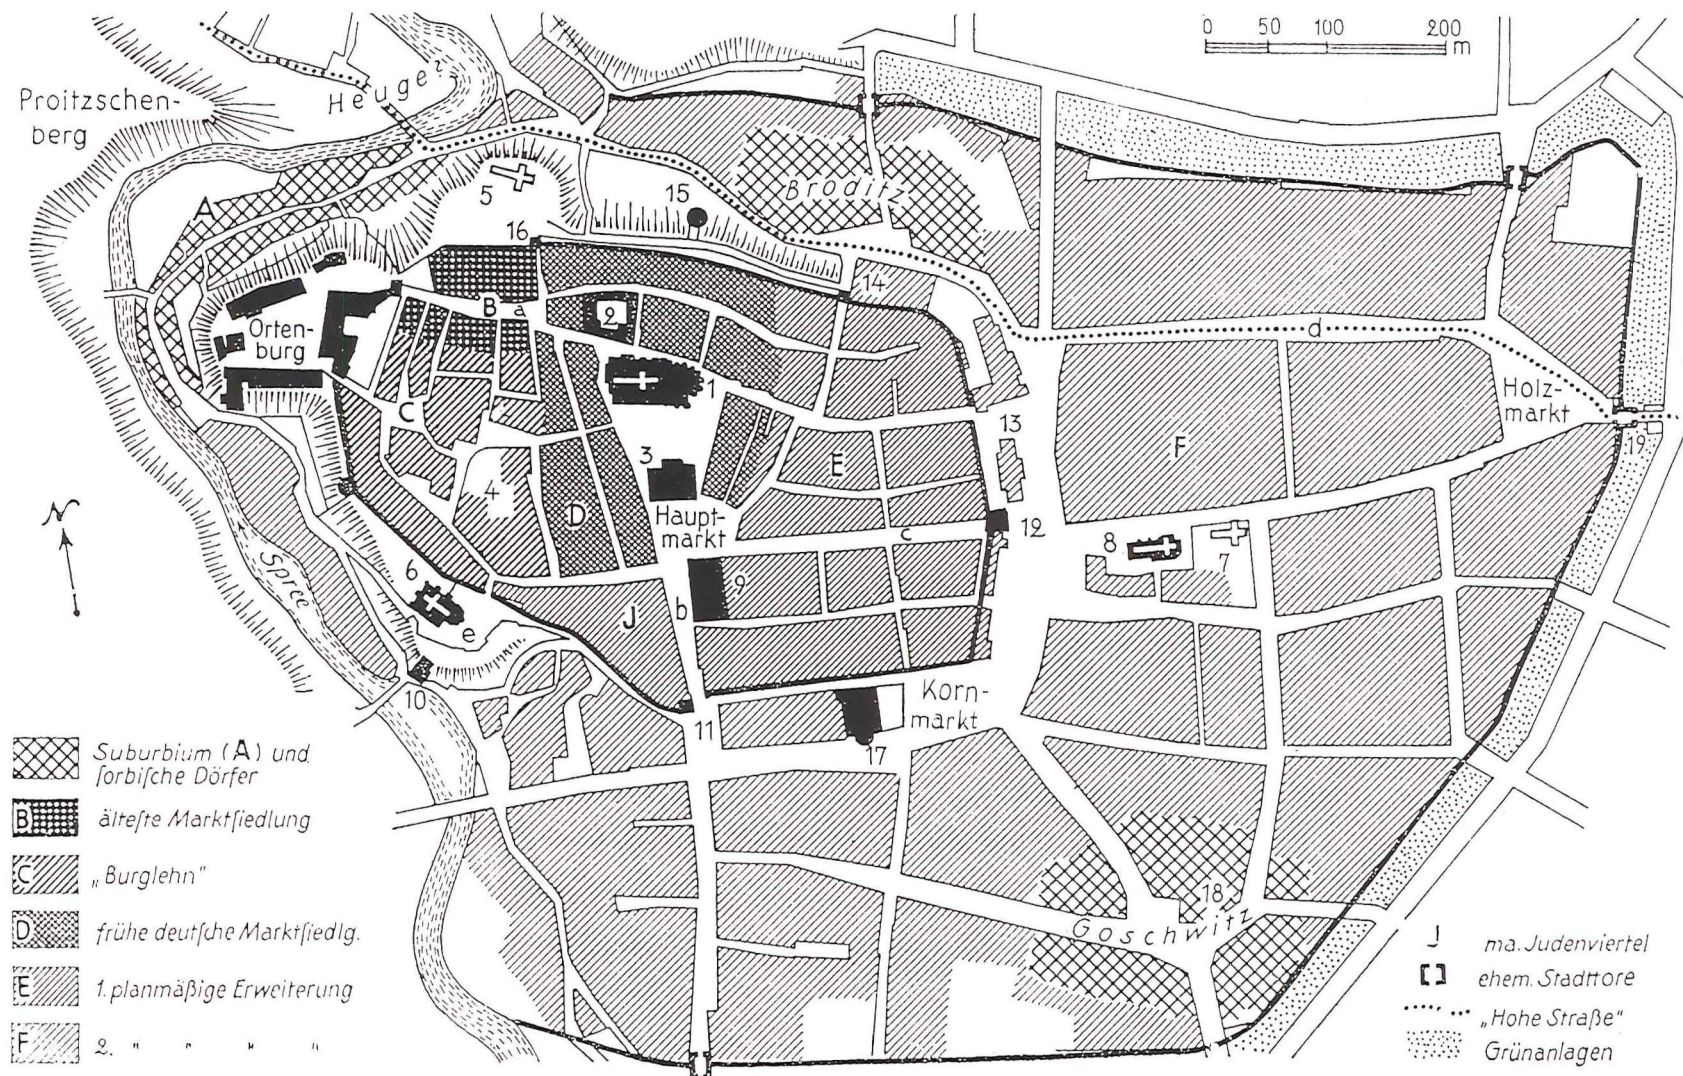 0 50 100 200
m
Proitzschen-
berg
Heuger
A
5
15
Broditz
16
14
B
a
2
Orten-
burg
d
1
C
Holz-
markt
13
19
3
E
F
4
D
Haupt-
markt
c
12
N
8
7
Spree
6
9
e
J
b
10
Korn-
markt
11
17
18
Goschwitz
Suburbium (A) und
ſorbiſche Dörfer
B älteſte Marktſiedlung
C „Burglehn"
D frühe deutſche Marktſiedlg.
E 1. planmäßige Erweiterung
F 2. " " " "
J ma. Judenviertel
ehem. Stadttore
„Hohe Straße"
Grünanlagen